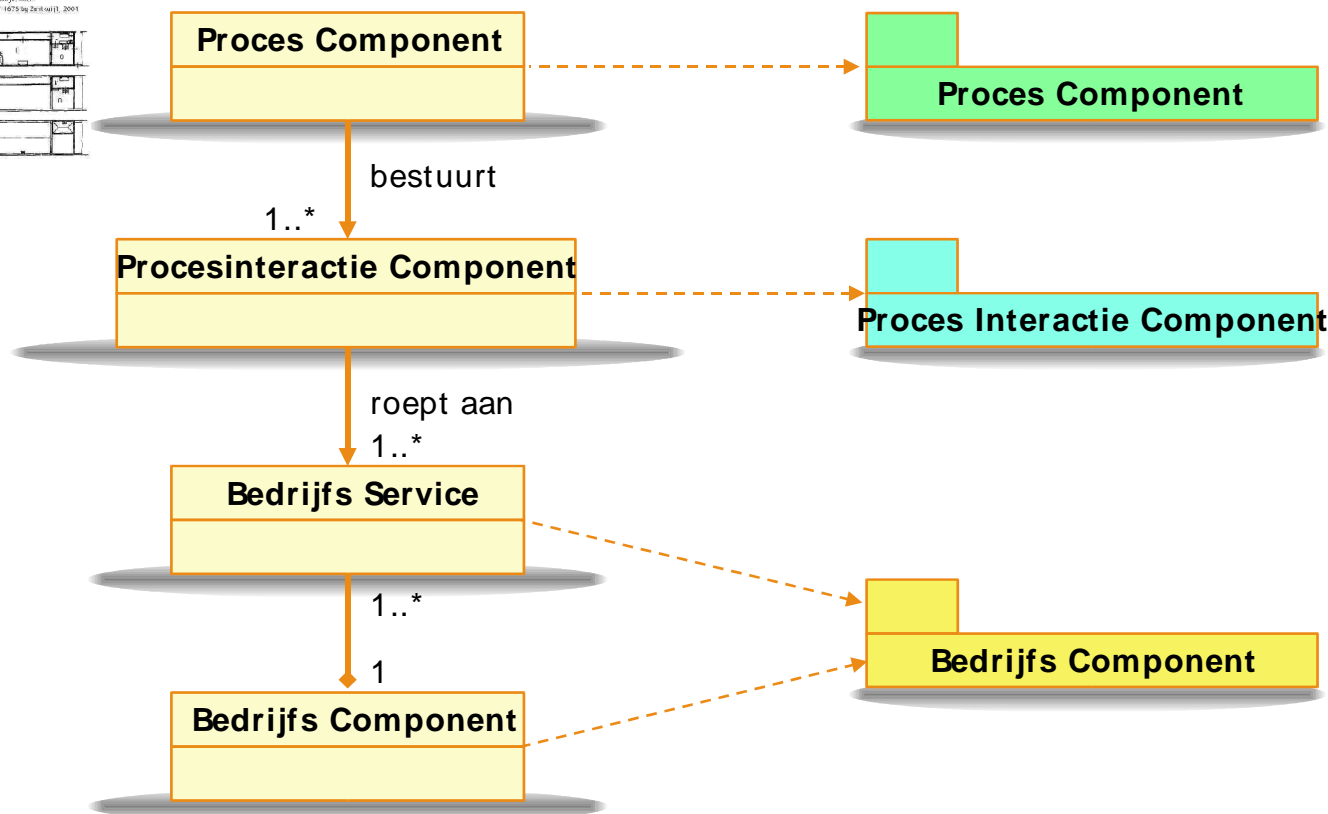 Proces Component
Proces Component
bestuurt
1..*
Procesinteractie Component
Proces Interactie Component
roept aan
1..*
Bedrijfs Service
1..*
1
Bedrijfs Component
Bedrijfs Component